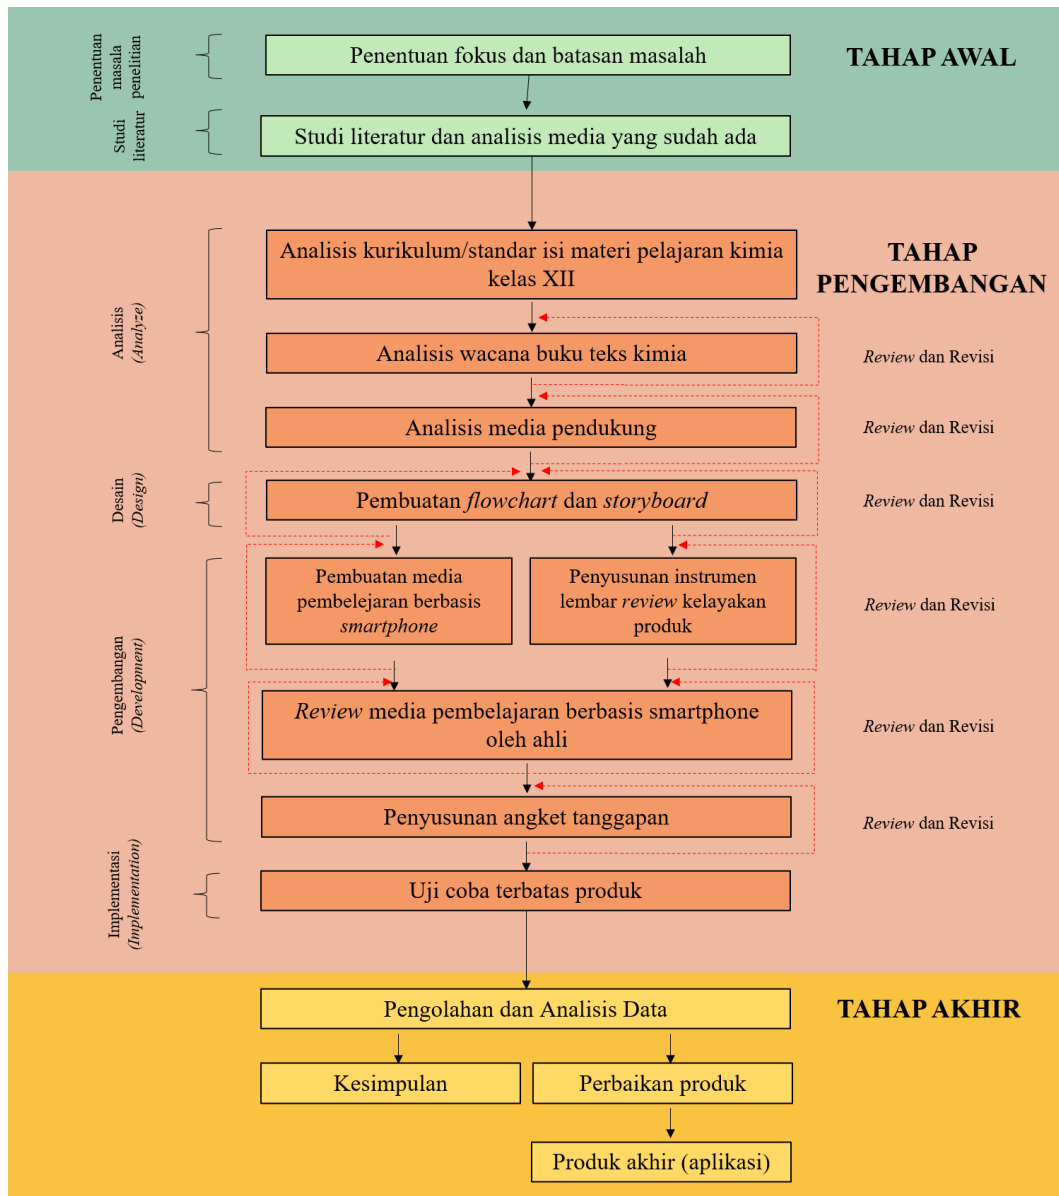 Penentuan
masala
penelitian
Penentuan fokus dan batasan masalah
TAHAP AWAL
Studi
literatur
Studi literatur dan analisis media yang sudah ada
Analisis
(Analyze)
Analisis kurikulum/standar isi materi pelajaran kimia
kelas XII
TAHAP
PENGEMBANGAN
Analisis wacana buku teks kimia
Review dan Revisi
Analisis media pendukung
Review dan Revisi
Desain
(Design)
Pembuatan flowchart dan storyboard
Review dan Revisi
Pengembangan
(Development)
Pembuatan media
pembelejaran berbasis
smartphone
Penyusunan instrumen
lembar review kelayakan
produk
Review dan Revisi
Review media pembelajaran berbasis smartphone
oleh ahli
Review dan Revisi
Penyusunan angket tanggapan
Review dan Revisi
Implementasi
(Implementation)
Uji coba terbatas produk
Pengolahan dan Analisis Data
TAHAP AKHIR
Kesimpulan
Perbaikan produk
Produk akhir (aplikasi)